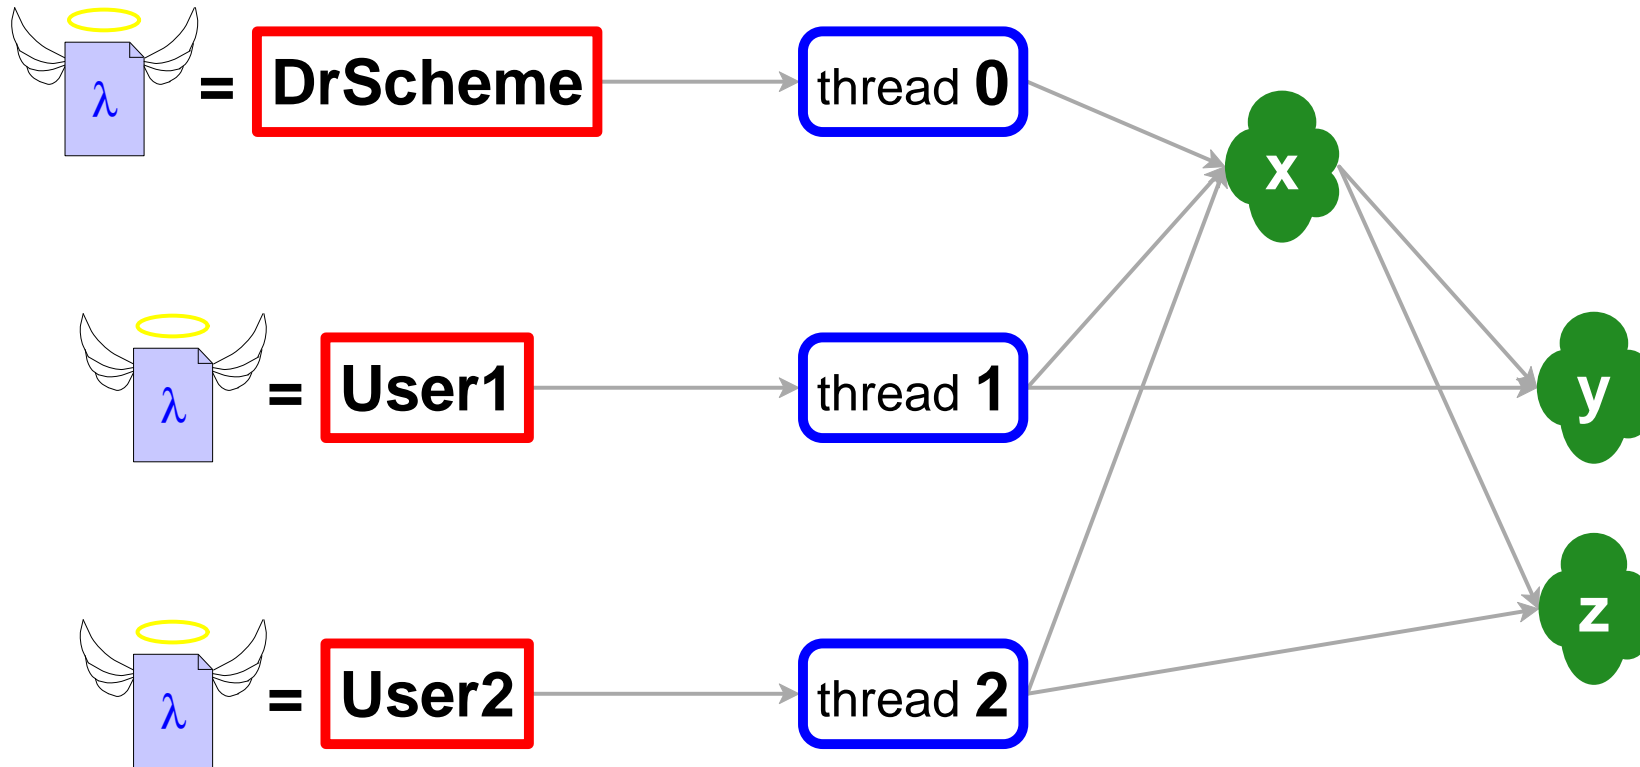 λ = DrScheme thread 0
x
λ = User1 thread 1
y
z
λ = User2 thread 2